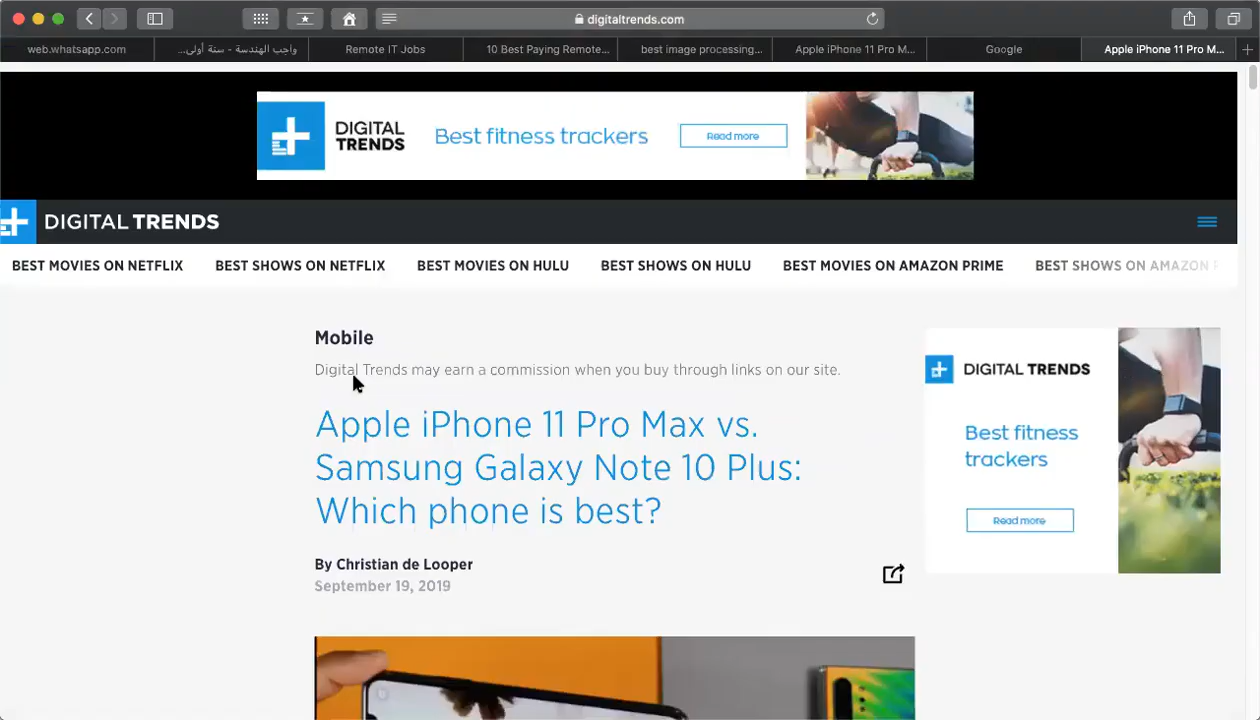 digitaltrends.com
web.whatsapp.com
واجب الهندسة - سنة أولى...
Remote IT Jobs
10 Best Paying Remote...
best image processing...
Apple iPhone 11 Pro M...
Google
Apple iPhone 11 Pro M...
DIGITAL
TRENDS
Best fitness trackers
Read more
DIGITAL TRENDS
BEST MOVIES ON NETFLIX
BEST SHOWS ON NETFLIX
BEST MOVIES ON HULU
BEST SHOWS ON HULU
BEST MOVIES ON AMAZON PRIME
BEST SHOWS ON AMAZON P
Mobile
Digital Trends may earn a commission when you buy through links on our site.
Apple iPhone 11 Pro Max vs.
Samsung Galaxy Note 10 Plus:
Which phone is best?
By Christian de Looper
September 19, 2019
DIGITAL TRENDS
Best fitness
trackers
Read more